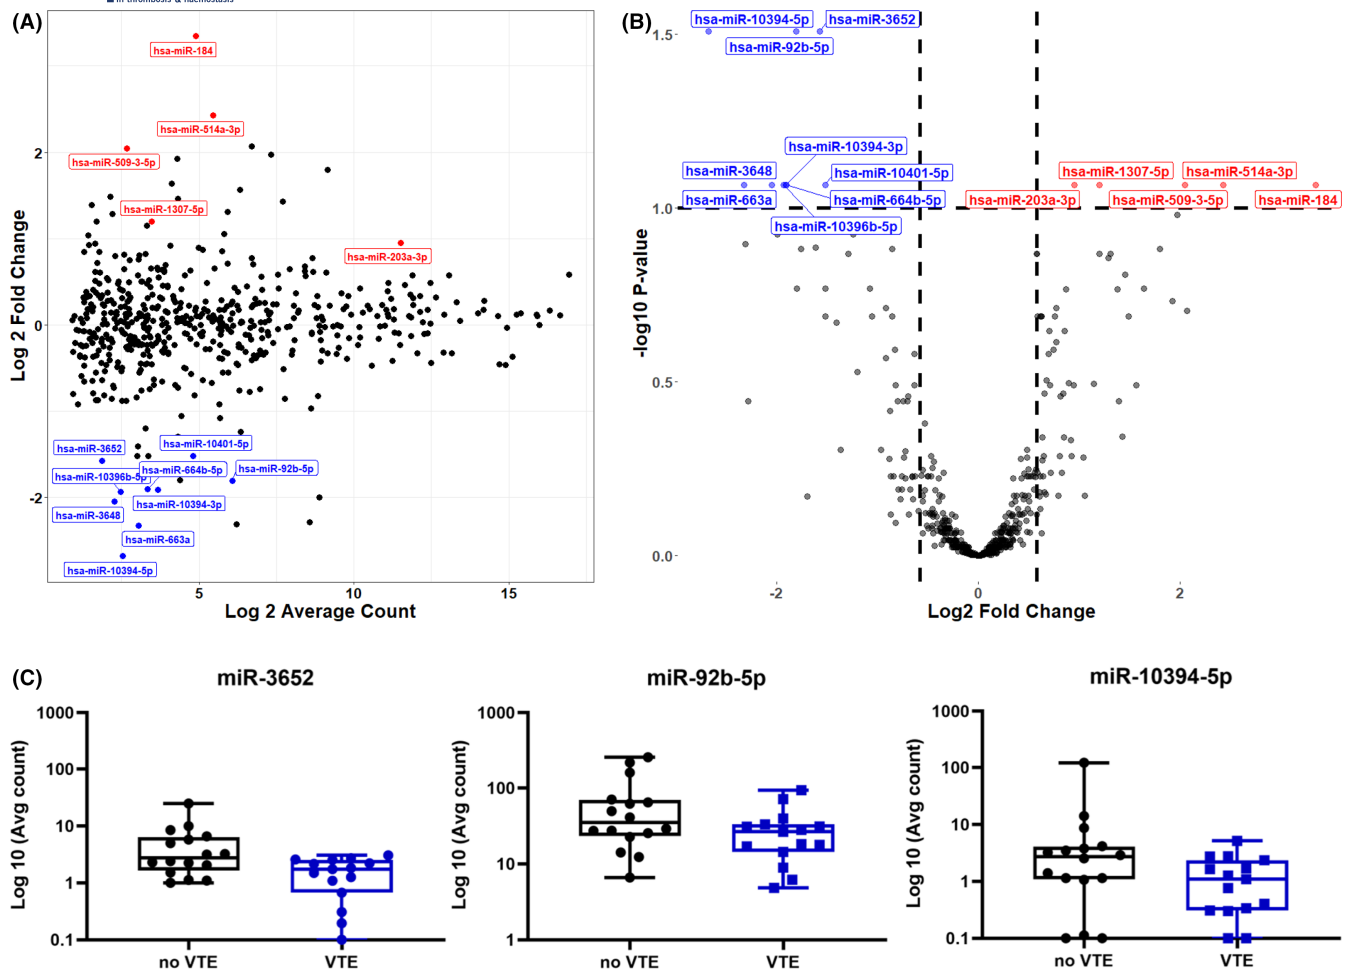 in thrombosis & haemostasis
(A)
hsa-miR-184
hsa-miR-514a-3p
hsa-miR-509-3-5p
hsa-miR-1307-5p
hsa-miR-203a-3p
hsa-miR-3652
hsa-miR-10401-5p
hsa-miR-10396b-5p
hsa-miR-664b-5p
hsa-miR-92b-5p
hsa-miR-10394-3p
hsa-miR-3648
hsa-miR-663a
hsa-miR-10394-5p
Log 2 Fold Change
2
0
-2
5
10
15
Log 2 Average Count
(B)
hsa-miR-10394-5p
hsa-miR-3652
hsa-miR-92b-5p
hsa-miR-10394-3p
hsa-miR-3648
hsa-miR-10401-5p
hsa-miR-663a
hsa-miR-664b-5p
hsa-miR-10396b-5p
hsa-miR-1307-5p
hsa-miR-514a-3p
hsa-miR-203a-3p
hsa-miR-509-3-5p
hsa-miR-184
-log10 P-value
1.5
1.0
0.5
0.0
-2
0
2
Log2 Fold Change
(C)
miR-3652
Log 10 (Avg count)
1000
100
10
1
0.1
no VTE
VTE
miR-92b-5p
Log 10 (Avg count)
1000
100
10
1
no VTE
VTE
miR-10394-5p
Log 10 (Avg count)
1000
100
10
1
0.1
no VTE
VTE